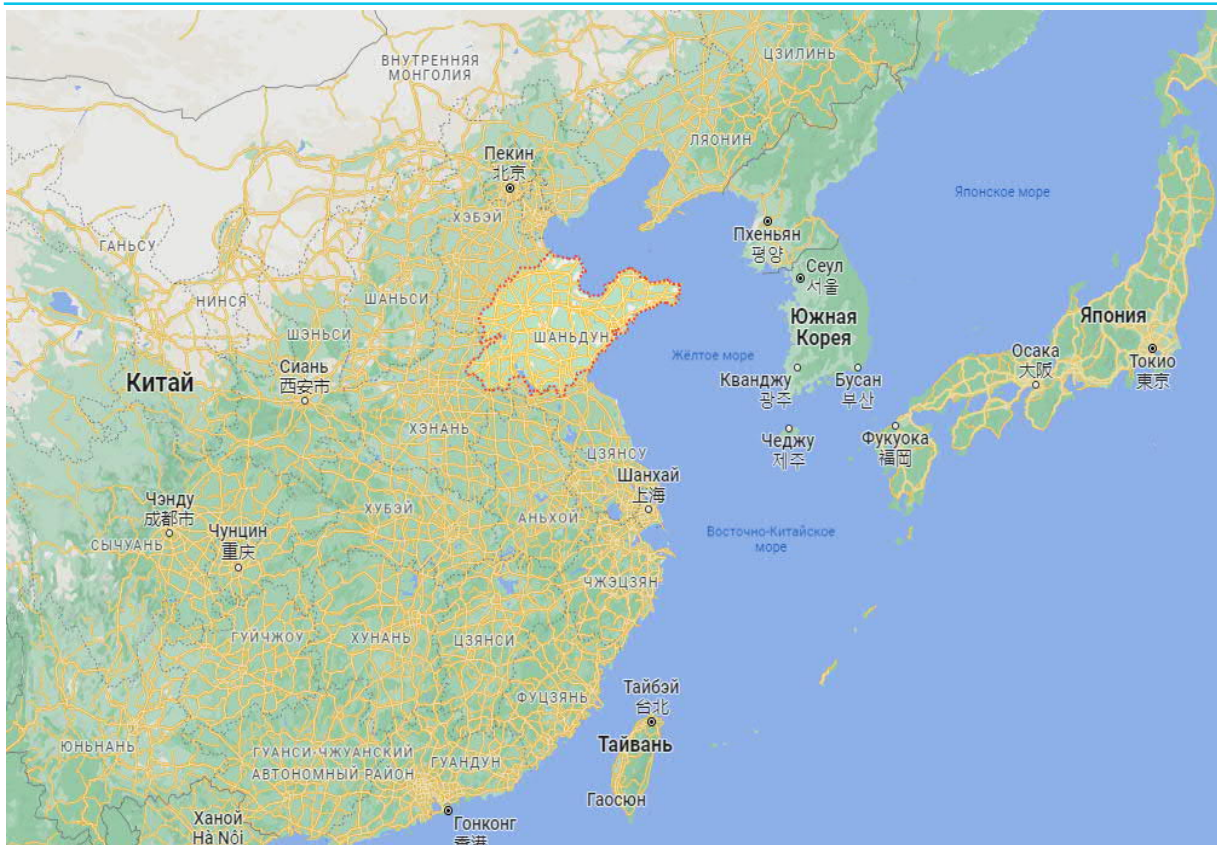 ВНУТРЕННЯЯ
МОНГОЛИЯ
ЦЗИЛИНЬ
ЛЯОНИН
Пекин
北京
Японское море
ХЭБЭЙ
Пхеньян
평양
ГАНЬСУ
Сеул
서울
НИНСЯ
ШАНЬСИ
Южная
Корея
Япония
ШЭНЬСИ
ШАНЬДУН
Жёлтое море
Осака
大阪
Токио
東京
Сиань
西安市
Китай
Кванджу
광주
Бусан
부산
ХЭНАНЬ
Чеджу
제주
Фукуока
福岡
ЦЗЯНСУ
Шанхай
上海
Чэнду
成都市
ХУБЭЙ
АНЬХОЙ
Чунцин
重庆
СЫЧУАНЬ
Восточно-Китайское
море
ЧЖЭЦЗЯН
ГУЙЧЖОУ
ХУНАНЬ
ЦЗЯНСИ
ФУЦЗЯНЬ
Тайбэй
台北
Тайвань
ЮНЬНАНЬ
ГУАНСИ-ЧЖУАНСКИЙ
АВТОНОМНЫЙ РАЙОН
ГУАНДУН
Гаосюн
Ханой
Hà Nội
Гонконг
香港